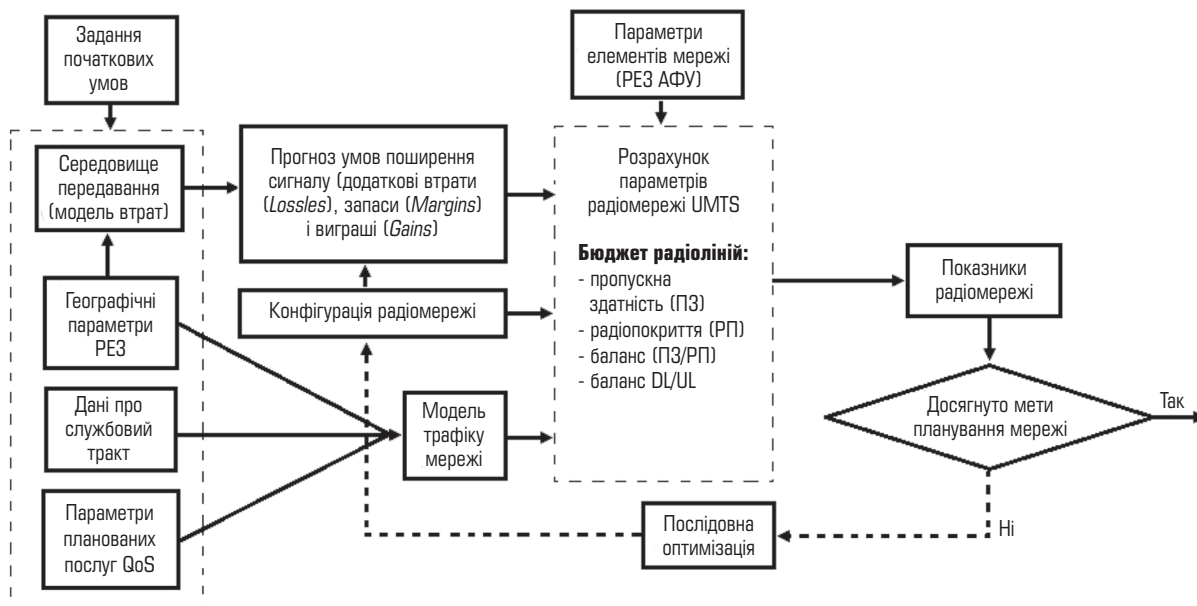 Задання
початкових
умов
Параметри
елементів мережі
(РЕЗ АФУ)
Середовище
передавання
(модель втрат)
Прогноз умов поширення
сигналу (додаткові втрати
(Lossles), запаси (Margins)
і виграші (Gains)
Розрахунок
параметрів
радіомережі UMTS
Бюджет радіоліній:
- пропускна
здатність (ПЗ)
- радіопокриття (РП)
- баланс (ПЗ/РП)
- баланс DL/UL
Показники
радіомережі
Географічні
параметри
РЕЗ
Конфігурація радіомережі
Дані про
службовий
тракт
Модель
трафіку
мережі
Досягнуто мети
планування мережі
Так
Параметри
планованих
послуг QoS
Послідовна
оптимізація
Ні